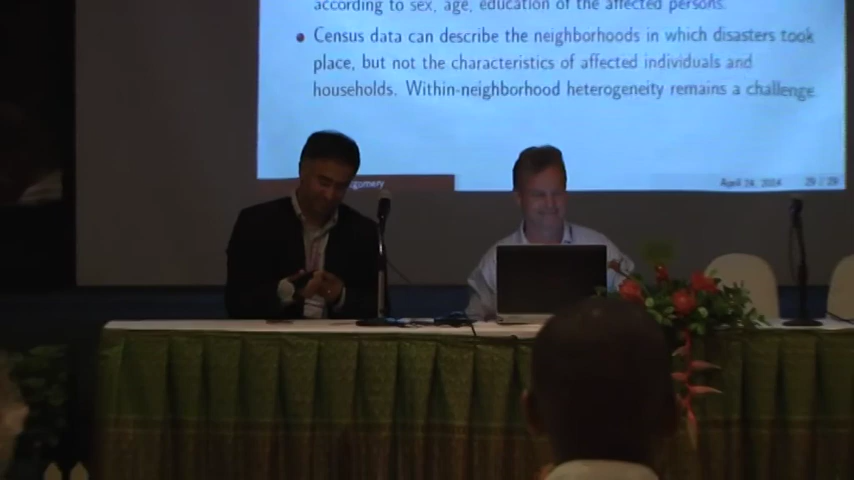 according to sex, age, education of the affected persons.
Census data can describe the neighborhoods in which disasters took
place, but not the characteristics of affected individuals and
households. Within-neighborhood heterogeneity remains a challenge
April 24, 2014 29 / 29